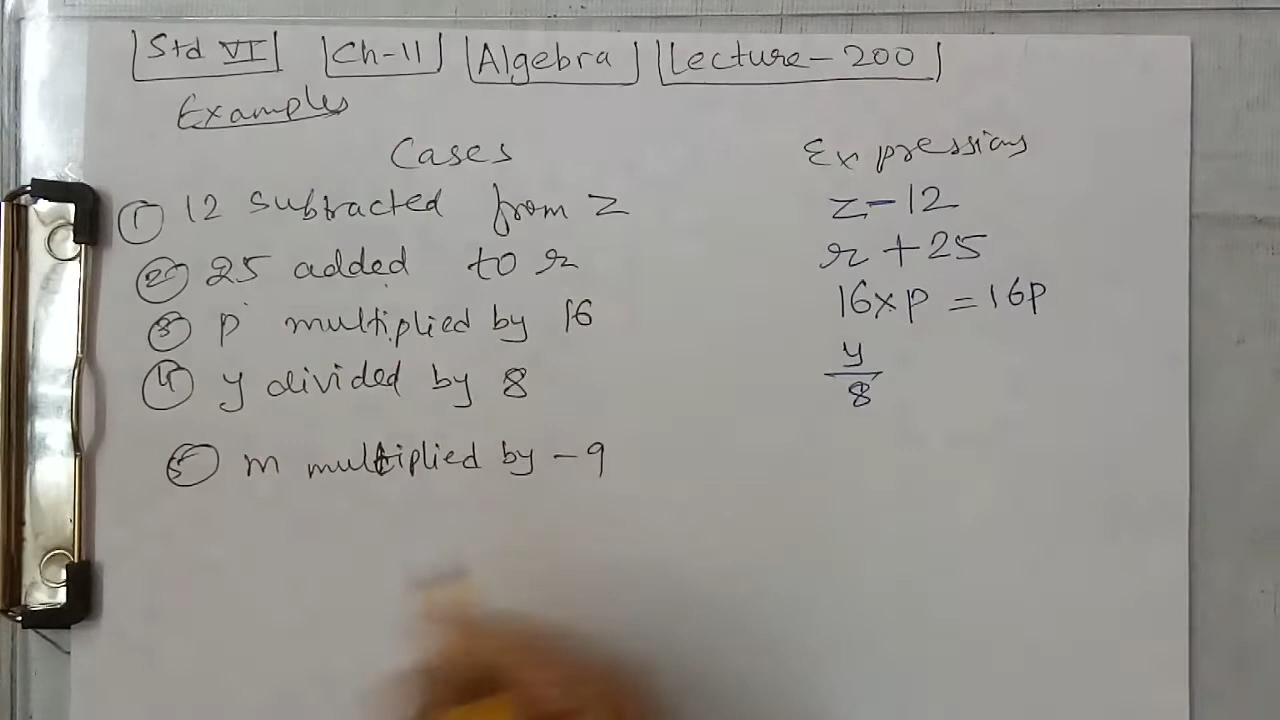 Std VI Ch-11 Algebra Lecture-200
Examples
Cases Expressions
① 12 subtracted from z z-12
② 25 added to r r+25
③ p multiplied by 16 16×p = 16p
④ y divided by 8 y/8
⑤ m multiplied by -9